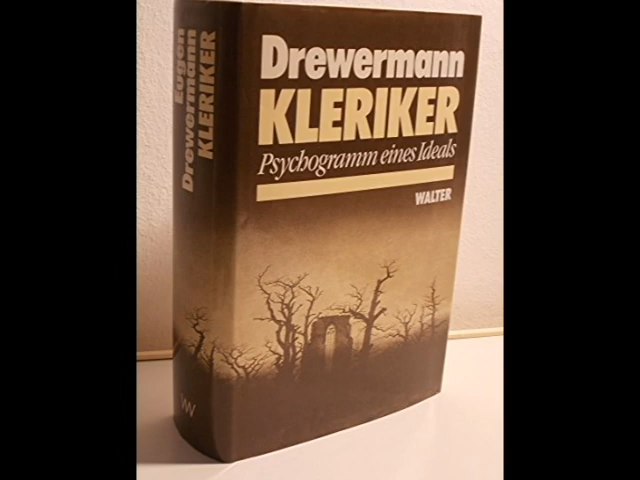 Drewermann
KLERIKER
Psychogramm eines Ideals
WALTER
Eugen
Drewermann
KLERIKER
W